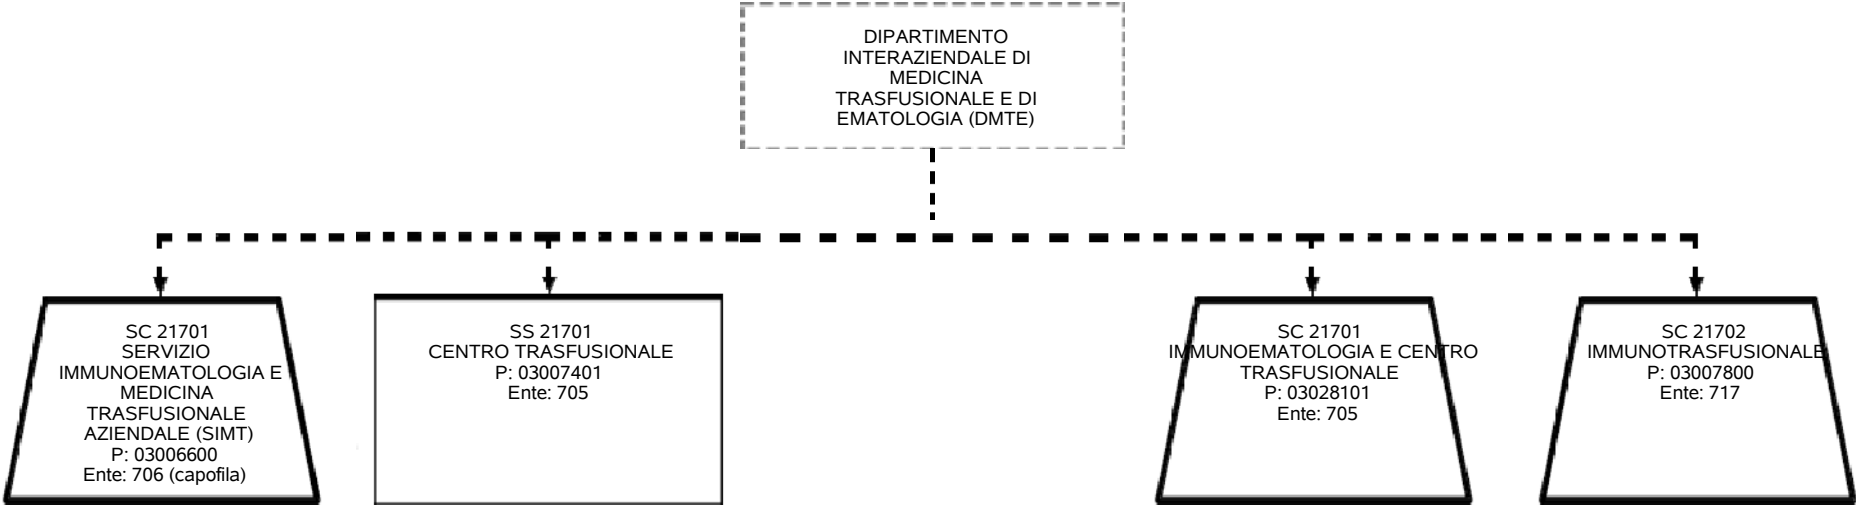 DIPARTIMENTO
INTERAZIENDALE DI
MEDICINA
TRASFUSIONALE E DI
EMATOLOGIA (DMTE)
SC 21701
SERVIZIO
IMMUNOEMATOLOGIA E
MEDICINA
TRASFUSIONALE
AZIENDALE (SIMT)
P: 03006600
Ente: 706 (capofila)
SS 21701
CENTRO TRASFUSIONALE
P: 03007401
Ente: 705
SC 21701
IMMUNOEMATOLOGIA E CENTRO
TRASFUSIONALE
P: 03028101
Ente: 705
SC 21702
IMMUNOTRASFUSIONALE
P: 03007800
Ente: 717